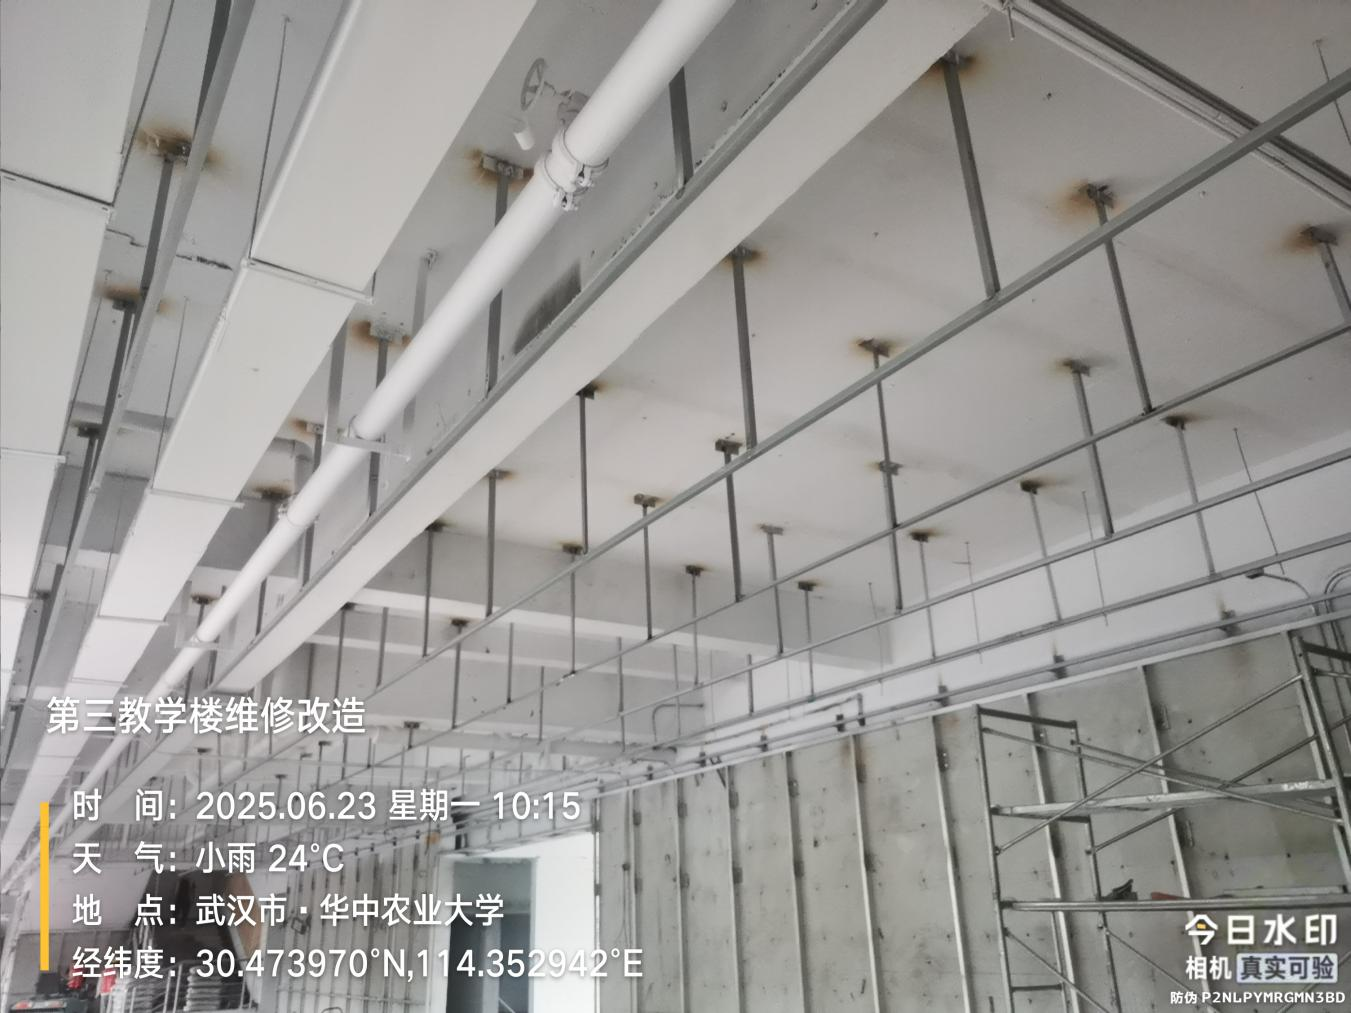 第三教学楼维修改造
时 间：2025.06.23 星期一 10:15
天 气：小雨 24°C
地 点：武汉市·华中农业大学
经纬度：30.473970°N,114.352942°E
今日水印
相机 真实可验
防伪 P2NLPYMRGMN3BD